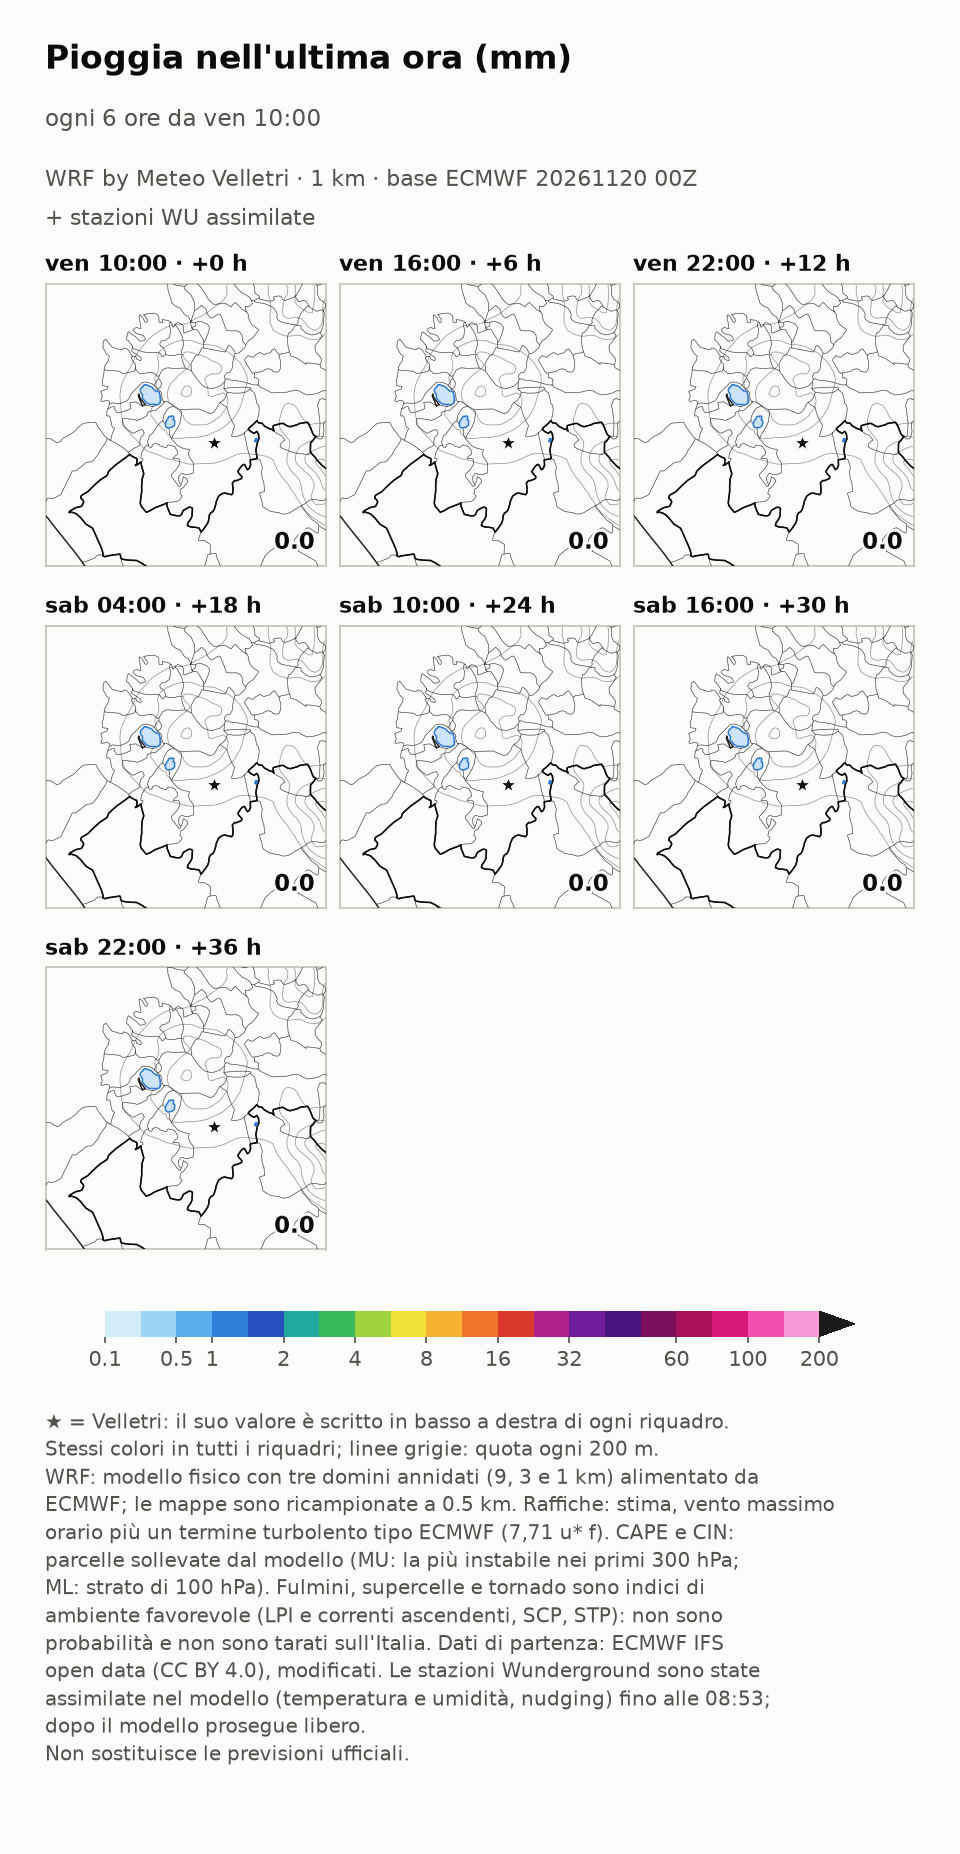 Pioggia nell'ultima ora (mm)
ogni 6 ore da ven 10:00
WRF by Meteo Velletri · 1 km · base ECMWF 20261120 00Z
+ stazioni WU assimilate
ven 10:00 · +0 h
ven 16:00 · +6 h
ven 22:00 · +12 h
0.0
0.0
0.0
sab 04:00 · +18 h
sab 10:00 · +24 h
sab 16:00 · +30 h
0.0
0.0
0.0
sab 22:00 · +36 h
0.0
0.1 0.5 1 2 4 8 16 32 60 100 200
★ = Velletri: il suo valore è scritto in basso a destra di ogni riquadro.
Stessi colori in tutti i riquadri; linee grigie: quota ogni 200 m.
WRF: modello fisico con tre domini annidati (9, 3 e 1 km) alimentato da
ECMWF; le mappe sono ricampionate a 0.5 km. Raffiche: stima, vento massimo
orario più un termine turbolento tipo ECMWF (7,71 u* f). CAPE e CIN:
parcelle sollevate dal modello (MU: la più instabile nei primi 300 hPa;
ML: strato di 100 hPa). Fulmini, supercelle e tornado sono indici di
ambiente favorevole (LPI e correnti ascendenti, SCP, STP): non sono
probabilità e non sono tarati sull'Italia. Dati di partenza: ECMWF IFS
open data (CC BY 4.0), modificati. Le stazioni Wunderground sono state
assimilate nel modello (temperatura e umidità, nudging) fino alle 08:53;
dopo il modello prosegue libero.
Non sostituisce le previsioni ufficiali.